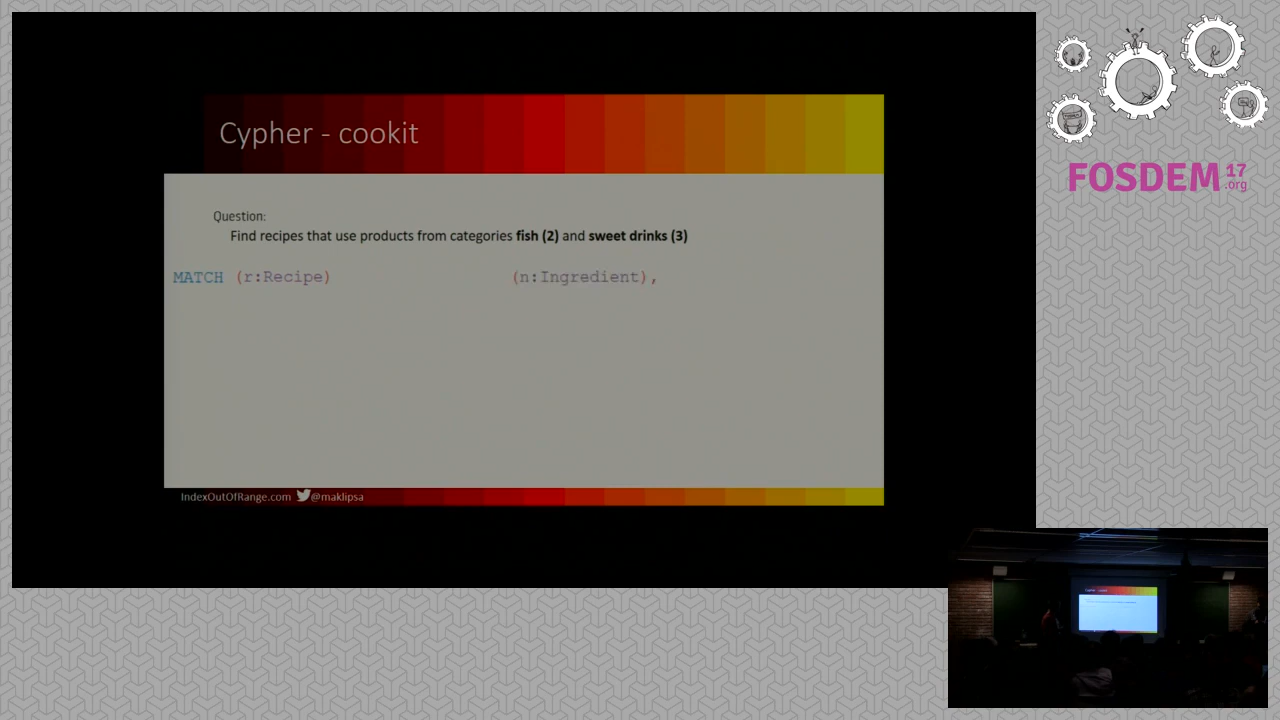 Cypher - cookit
Question:
Find recipes that use products from categories fish (2) and sweet drinks (3)
MATCH (r:Recipe) (n:Ingredient),
IndexOutOfRange.com @maklipsa
FOSDEM 17 .org